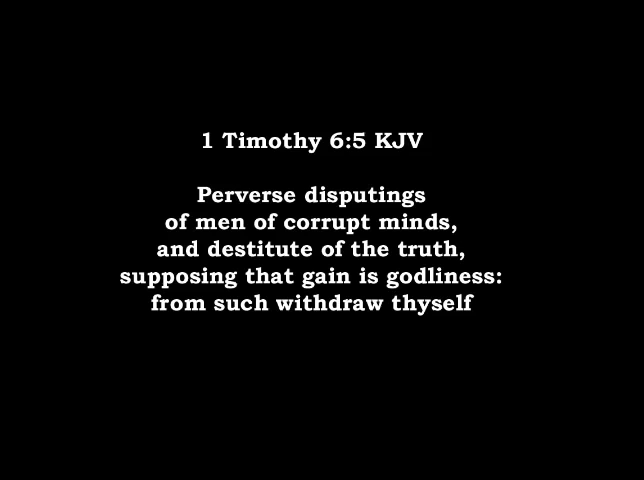 1 Timothy 6:5 KJV
Perverse disputings
of men of corrupt minds,
and destitute of the truth,
supposing that gain is godliness:
from such withdraw thyself